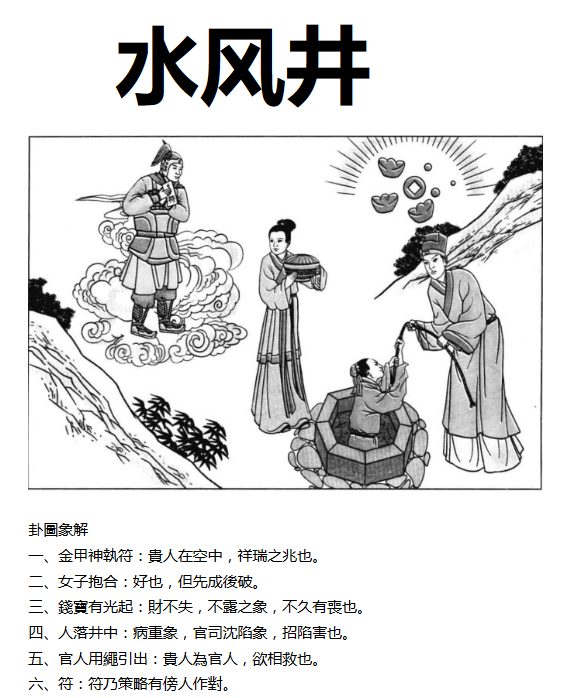 水风井
卦圖象解
一、金甲神執符：貴人在空中，祥瑞之兆也。
二、女子抱合：好也，但先成後破。
三、錢寶有光起：財不失，不露之象，不久有喪也。
四、人落井中：病重象，官司沈陷象，招陷害也。
五、官人用繩引出：貴人為官人，欲相救也。
六、符：符乃策略有傍人作對。